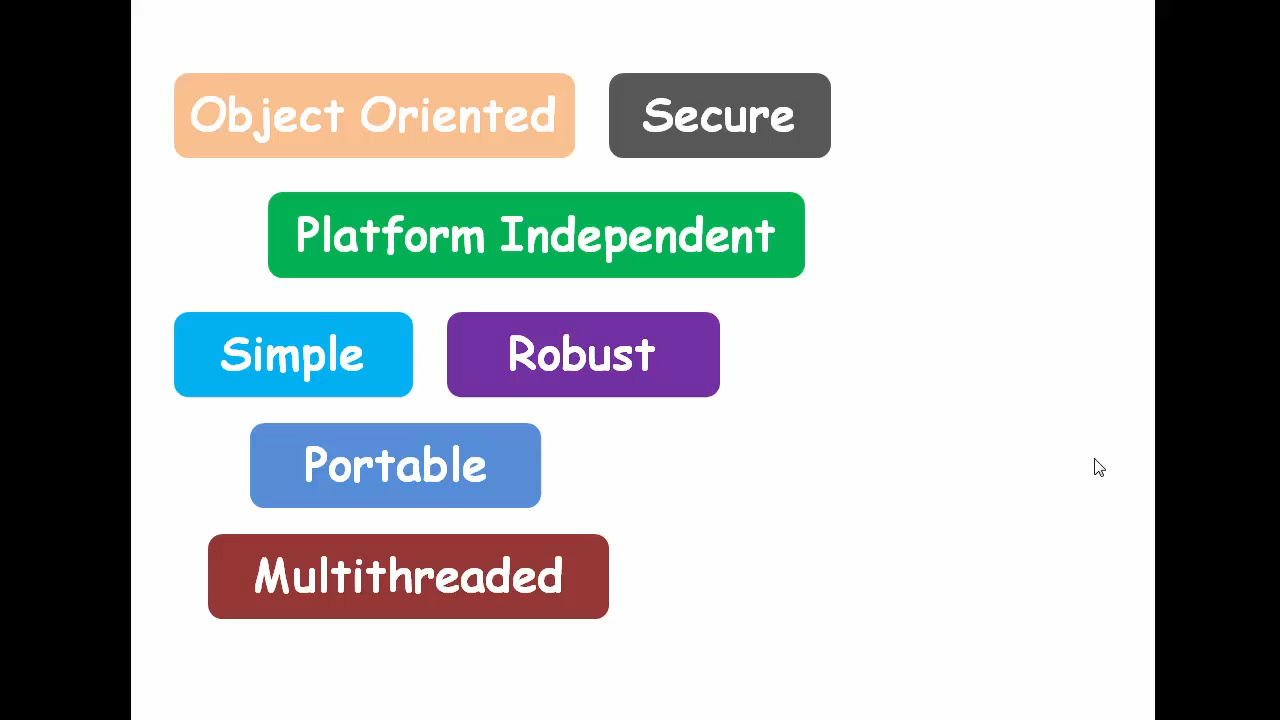 Object Oriented Secure
Platform Independent
Simple Robust
Portable
Multithreaded